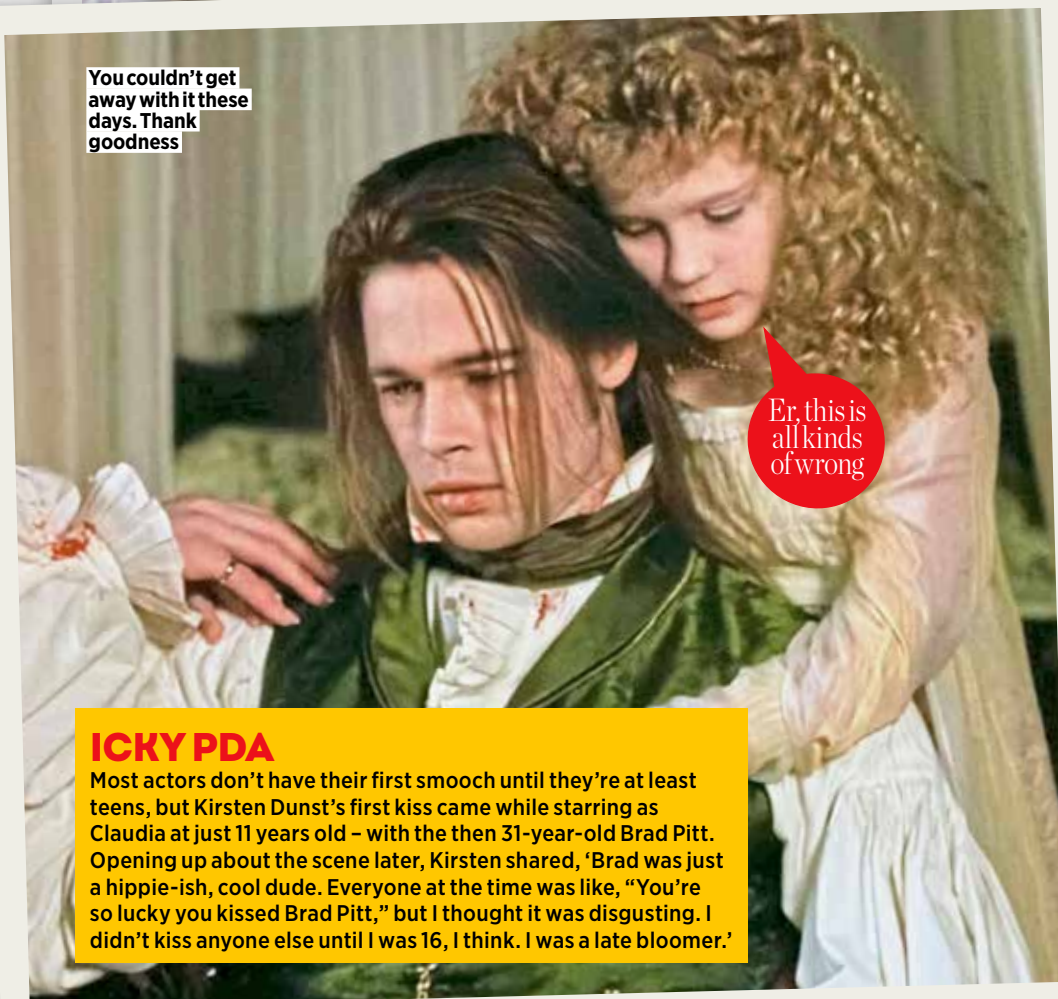 You couldn't get
away with it these
days. Thank
goodness
Er, this is
all kinds
of wrong
ICKY PDA
Most actors don't have their first smooch until they're at least
teens, but Kirsten Dunst's first kiss came while starring as
Claudia at just 11 years old – with the then 31-year-old Brad Pitt.
Opening up about the scene later, Kirsten shared, ‘Brad was just
a hippie-ish, cool dude. Everyone at the time was like, “You're
so lucky you kissed Brad Pitt,” but I thought it was disgusting. I
didn't kiss anyone else until I was 16, I think. I was a late bloomer.’